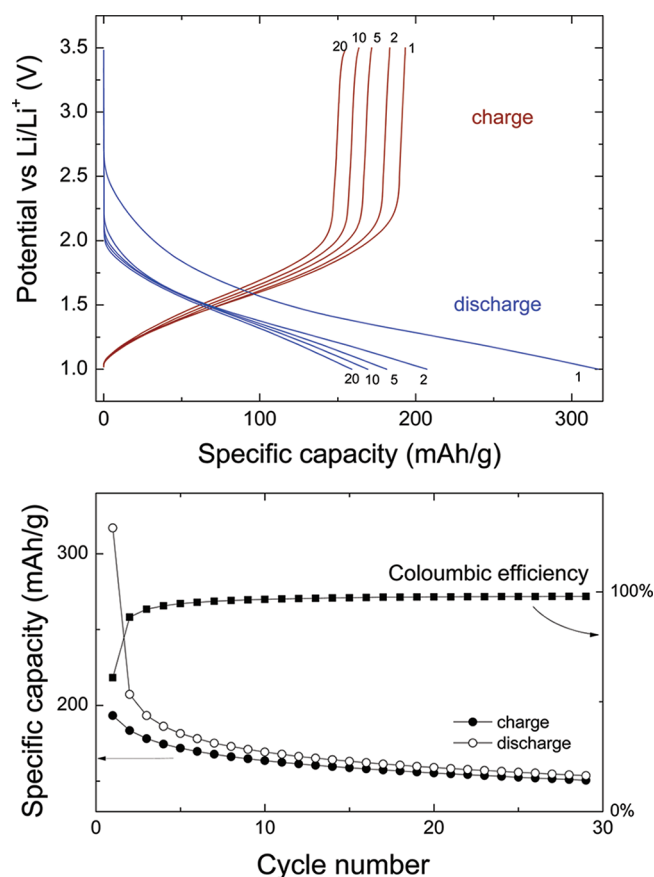 3.5
3.0
2.5
2.0
1.5
1.0
Potential vs Li/Li⁺ (V)
20 10 5 2 1
charge
discharge
20 10 5 2 1
0 100 200 300
Specific capacity (mAh/g)
300
200
Specific capacity (mAh/g)
Coloumbic efficiency
100%
charge
discharge
0%
0 10 20 30
Cycle number